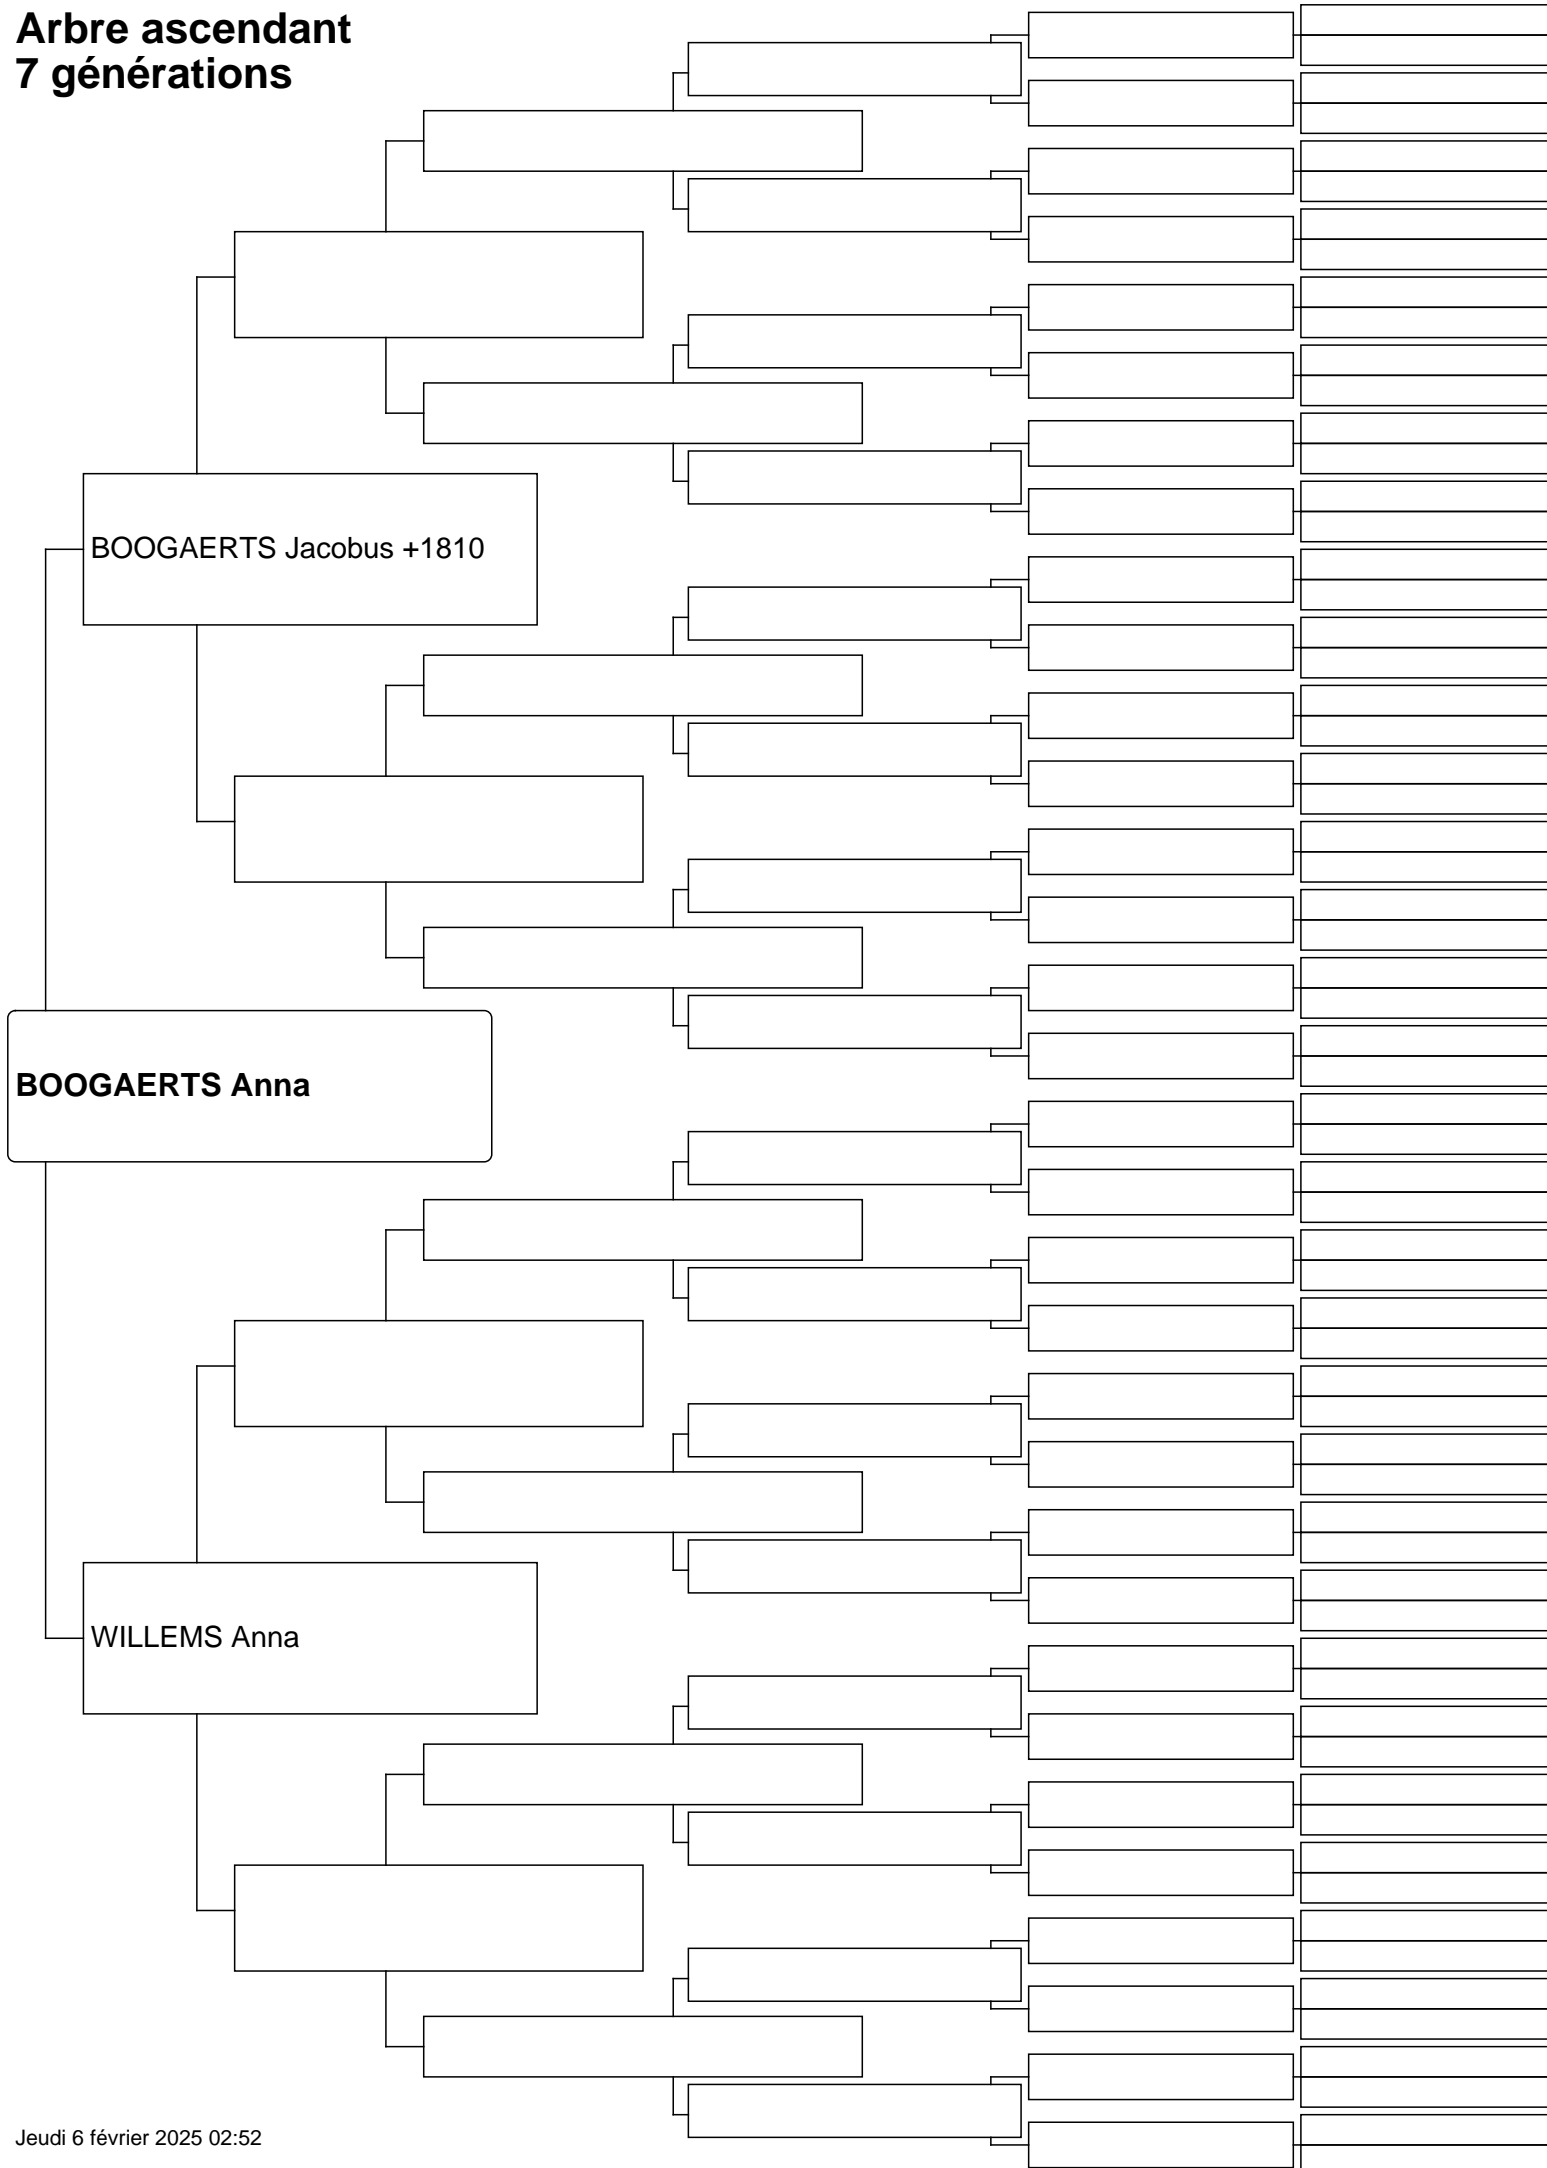 Arbre ascendant
7 générations
BOOGAERTS Jacobus +1810
BOOGAERTS Anna
WILLEMS Anna
Jeudi 6 février 2025 02:52